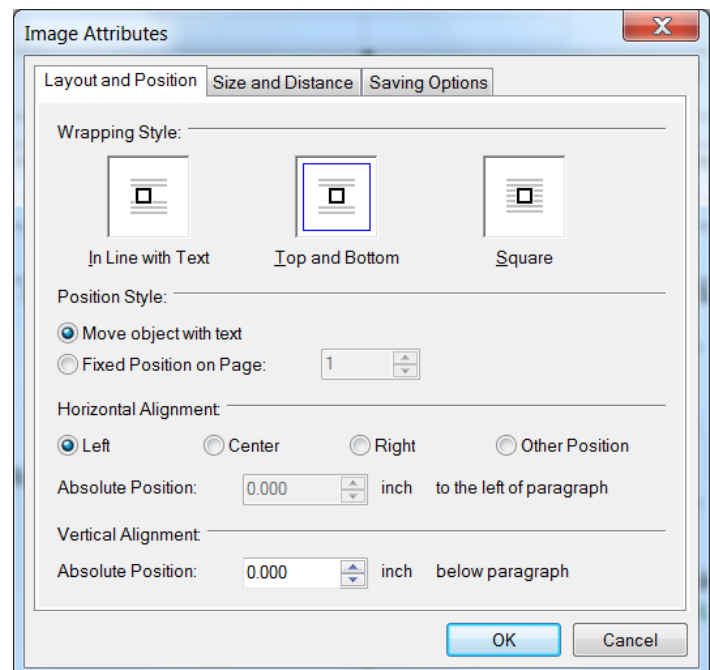 Image Attributes
Layout and Position Size and Distance Saving Options
Wrapping Style:
In Line with Text Top and Bottom Square
Position Style:
Move object with text
Fixed Position on Page: 1
Horizontal Alignment:
Left Center Right Other Position
Absolute Position: 0.000 inch to the left of paragraph
Vertical Alignment:
Absolute Position: 0.000 inch below paragraph
OK Cancel